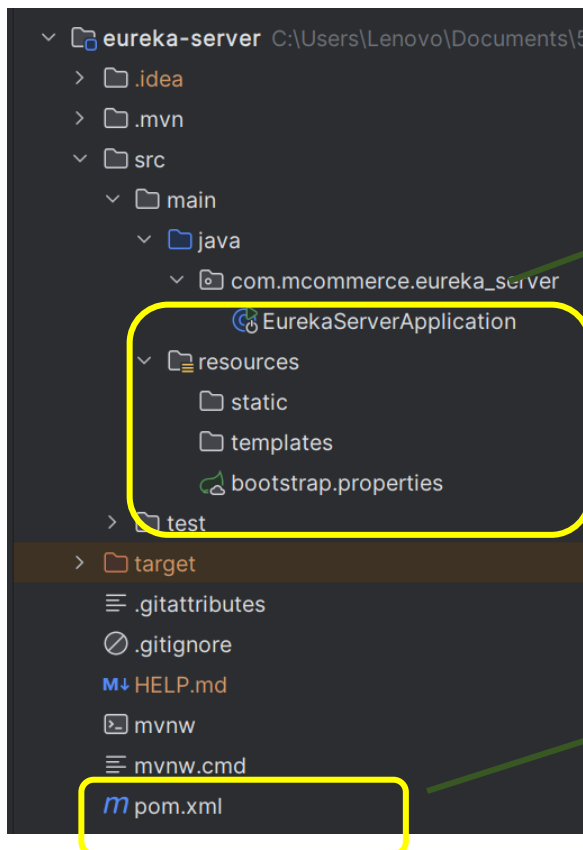 eureka-server C:\Users\Lenovo\Documents\5
.idea
.mvn
src
main
java
com.mcommerce.eureka_server
EurekaServerApplication
resources
static
templates
bootstrap.properties
test
target
.gitattributes
.gitignore
M↓ HELP.md
mvnw
mvnw.cmd
m pom.xml